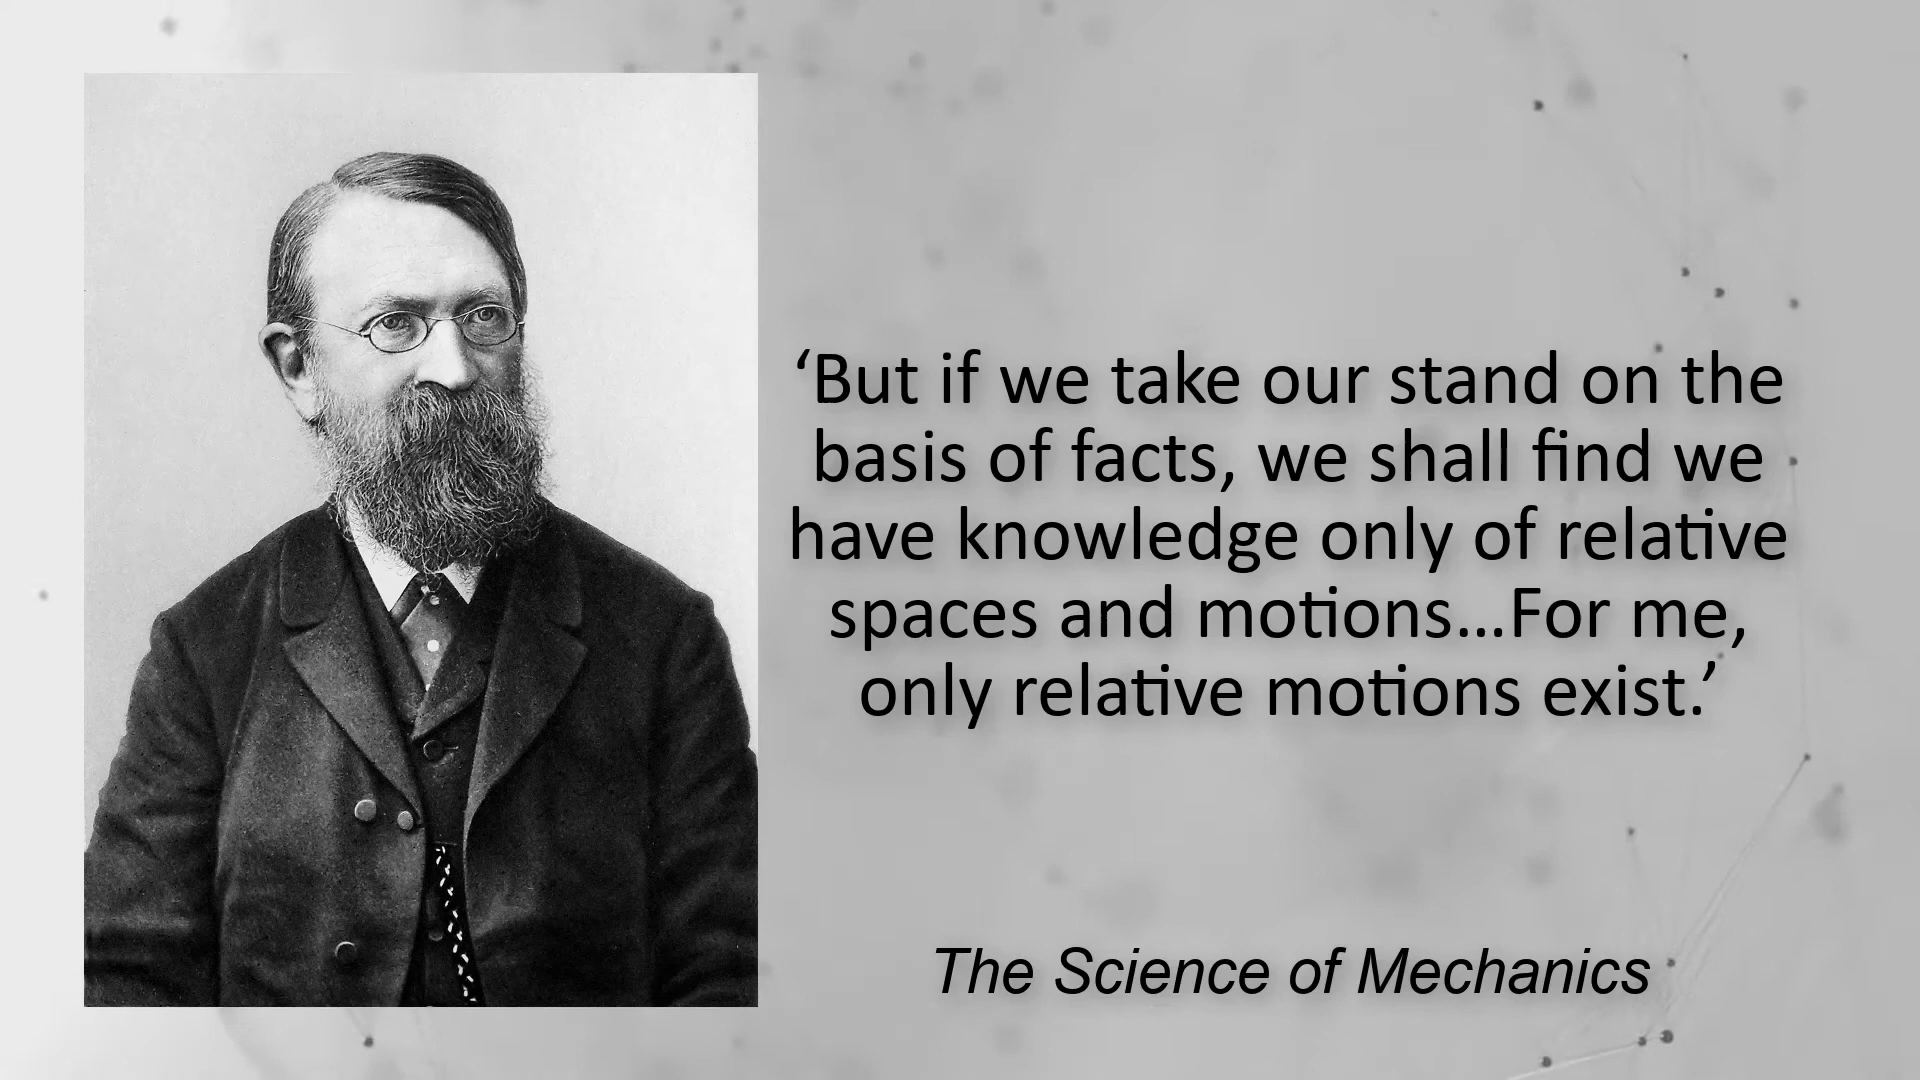 ‘But if we take our stand on the
basis of facts, we shall find we
have knowledge only of relative
spaces and motions...For me,
only relative motions exist.’
The Science of Mechanics